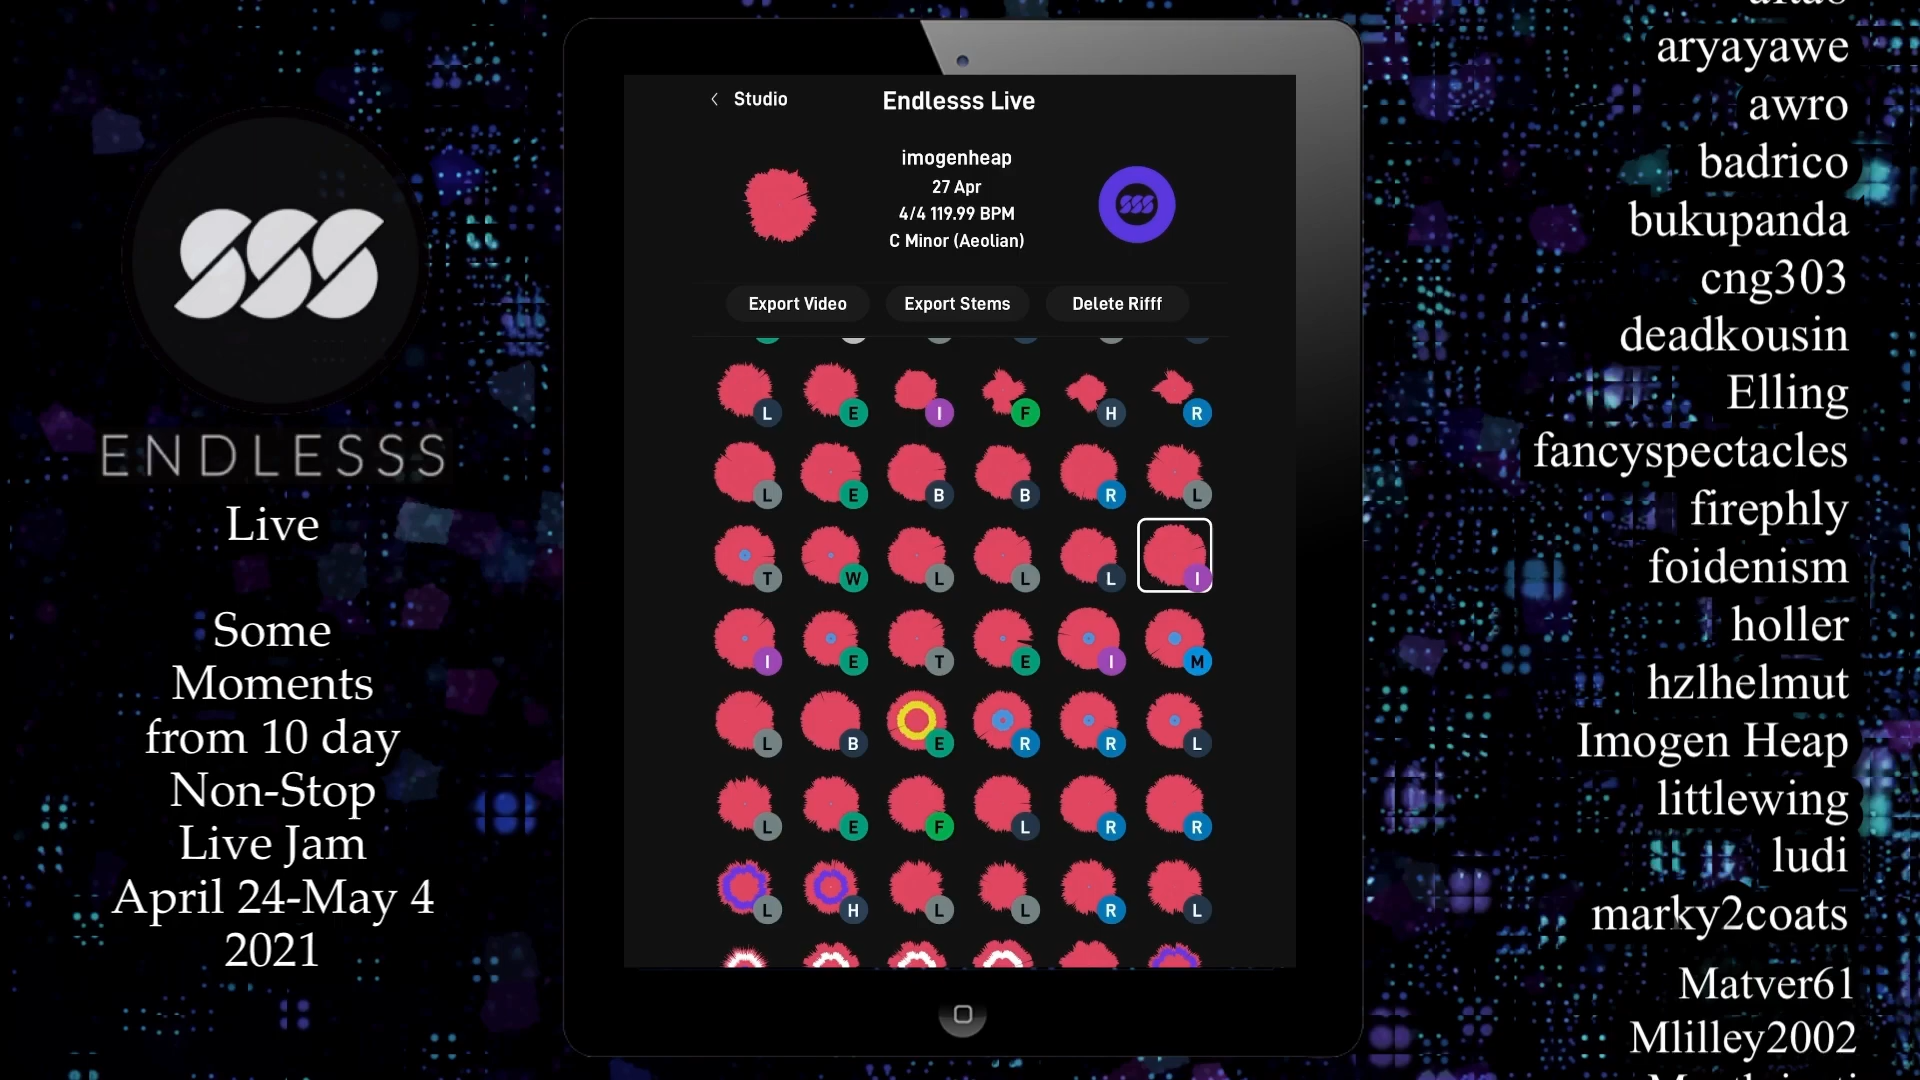 ENDLESSS
Live
Some
Moments
from 10 day
Non-Stop
Live Jam
April 24-May 4
2021
Studio
Endlesss Live
imogenheap
27 Apr
4/4 119.99 BPM
C Minor (Aeolian)
Export Video
Export Stems
Delete Rifff
L E I F H R
L E B B R L
T W L L L I
I E T E I M
L B E R R L
L E F L R R
L H L L R L
aryayawe
awro
badrico
bukupanda
cng303
deadkousin
Elling
fancyspectacles
firephly
foidenism
holler
hzlhelmut
Imogen Heap
littlewing
ludi
marky2coats
Matver61
Mlilley2002